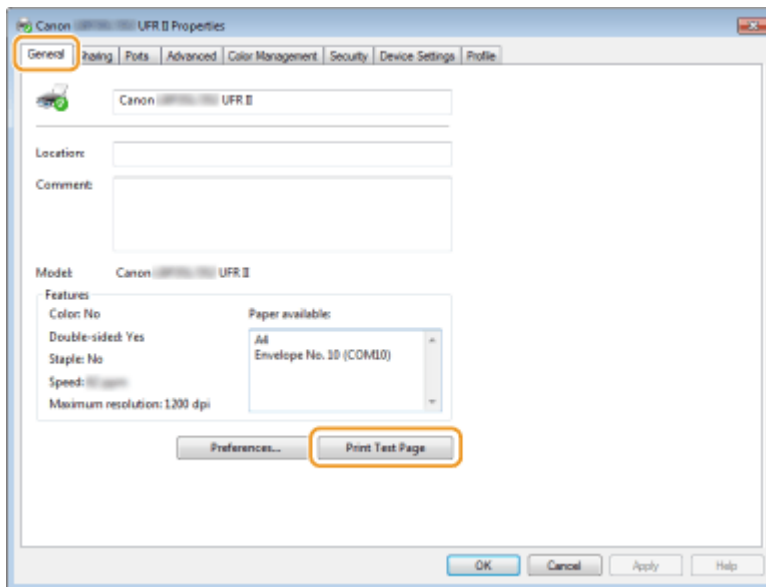 Canon UFR II Properties
General Sharing Ports Advanced Color Management Security Device Settings Profile
Canon UFR II
Location:
Comment:
Model: Canon UFR II
Features
Color: No
Paper available:
Double-sided: Yes
A4
Staple: No
Envelope No. 10 (COM10)
Speed:
Maximum resolution: 1200 dpi
Preferences... Print Test Page
OK Cancel Apply Help